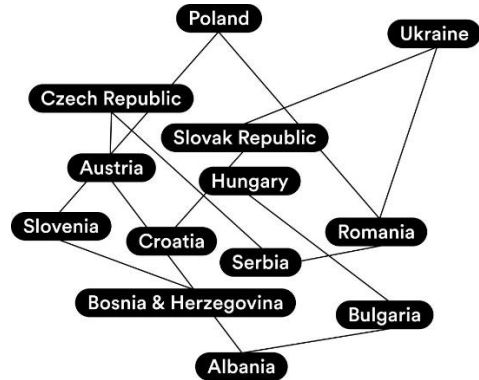 Poland
Ukraine
Czech Republic
Slovak Republic
Austria
Hungary
Slovenia
Croatia
Romania
Serbia
Bosnia & Herzegovina
Bulgaria
Albania